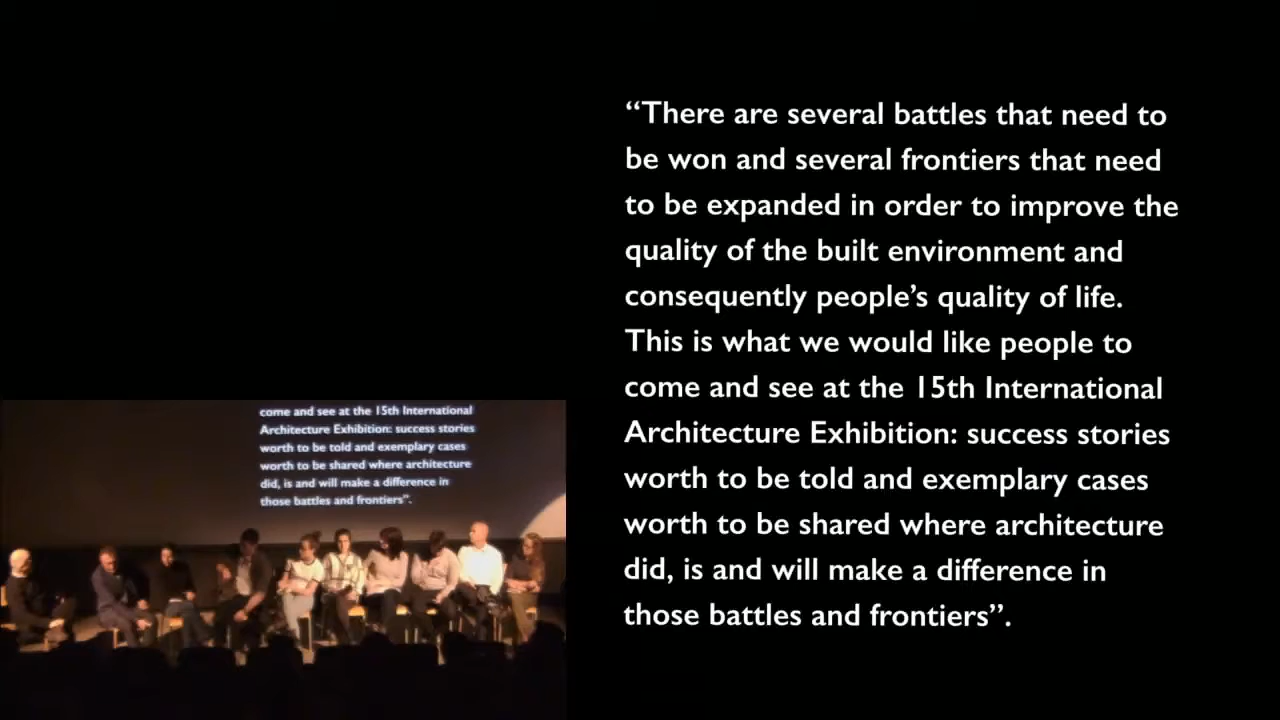 “There are several battles that need to
be won and several frontiers that need
to be expanded in order to improve the
quality of the built environment and
consequently people’s quality of life.
This is what we would like people to
come and see at the 15th International
Architecture Exhibition: success stories
worth to be told and exemplary cases
worth to be shared where architecture
did, is and will make a difference in
those battles and frontiers”.
come and see at the 15th International
Architecture Exhibition: success stories
worth to be told and exemplary cases
worth to be shared where architecture
did, is and will make a difference in
those battles and frontiers”.